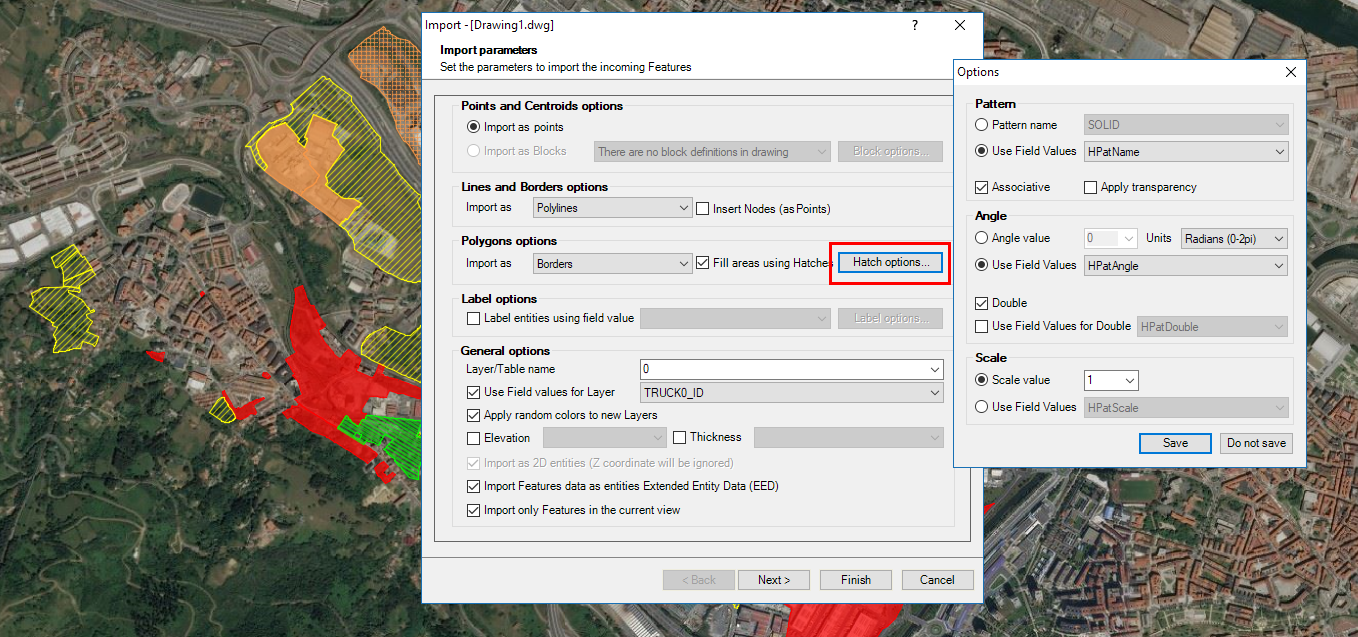 Import -[Drawing1.dwg]
?
Import parameters
Set the parameters to import the incoming Features
Points and Centroids options
Import as points
Import as Blocks
There are no block definitions in drawing
Block options...
Lines and Borders options
Import as
Polylines
Insert Nodes (as Points)
Polygons options
Import as
Borders
Fill areas using Hatches
Hatch options...
Label options
Label entities using field value
Label options...
General options
Layer/Table name
0
Use Field values for Layer
TRUCK0_ID
Apply random colors to new Layers
Elevation
Thickness
Import as 2D entities (Z coordinate will be ignored)
Import Features data as entities Extended Entity Data (EED)
Import only Features in the current view
< Back
Next >
Finish
Cancel
Options
Pattern
Pattern name
SOLID
Use Field Values
HPatName
Associative
Apply transparency
Angle
Angle value
0
Units
Radians (0-2pi)
Use Field Values
HPatAngle
Double
Use Field Values for Double
HPatDouble
Scale
Scale value
1
Use Field Values
HPatScale
Save
Do not save